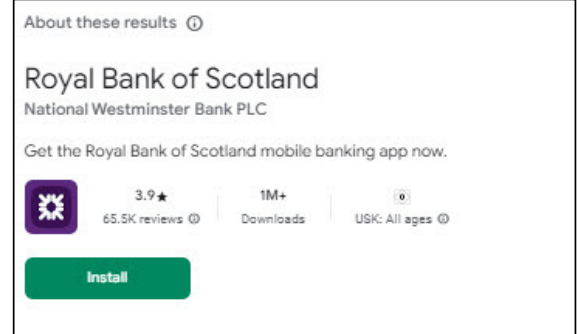 About these results
Royal Bank of Scotland
National Westminster Bank PLC
Get the Royal Bank of Scotland mobile banking app now.
3.9★ 1M+ 0
65.5K reviews Downloads USK: All ages
Install